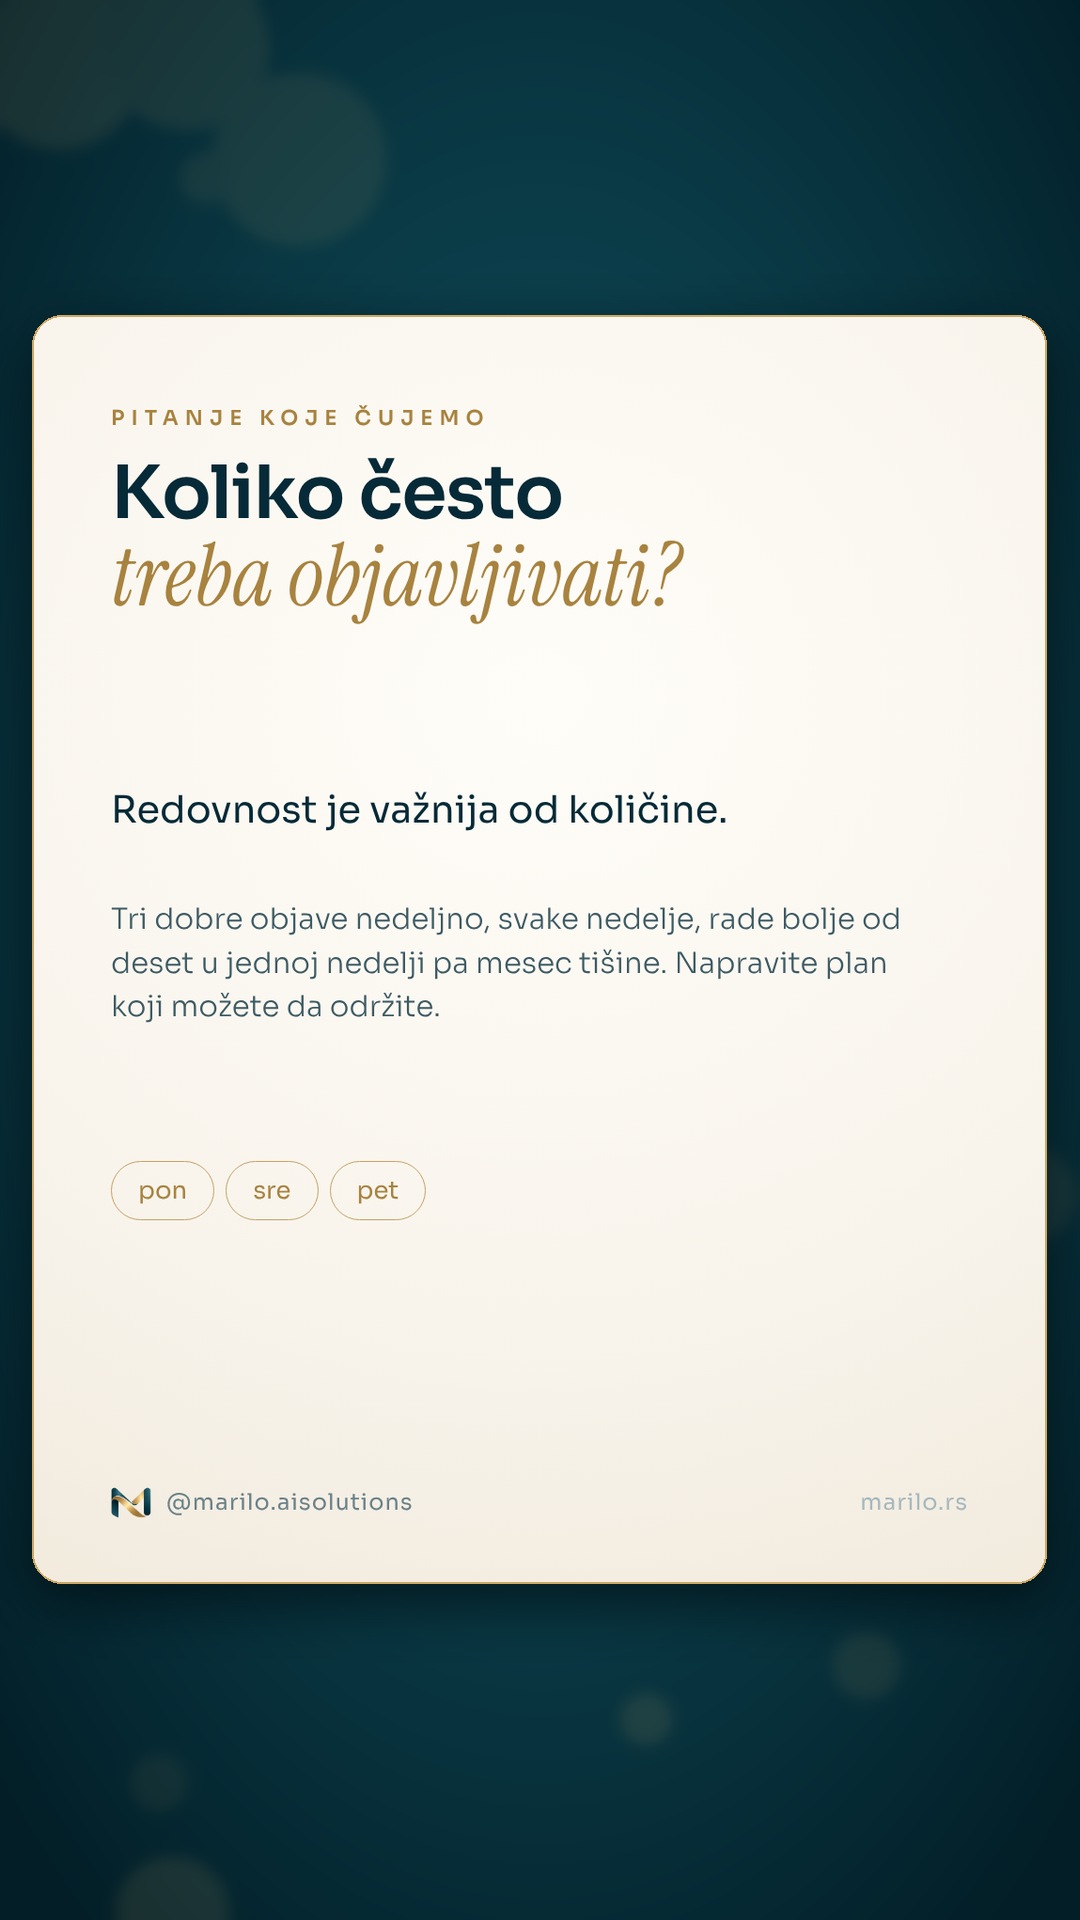 PITANJE KOJE ČUJEMO
Koliko često
treba objavljivati?
Redovnost je važnija od količine.
Tri dobre objave nedeljno, svake nedelje, rade bolje od
deset u jednoj nedelji pa mesec tišine. Napravite plan
koji možete da održite.
pon sre pet
@marilo.aisolutions marilo.rs